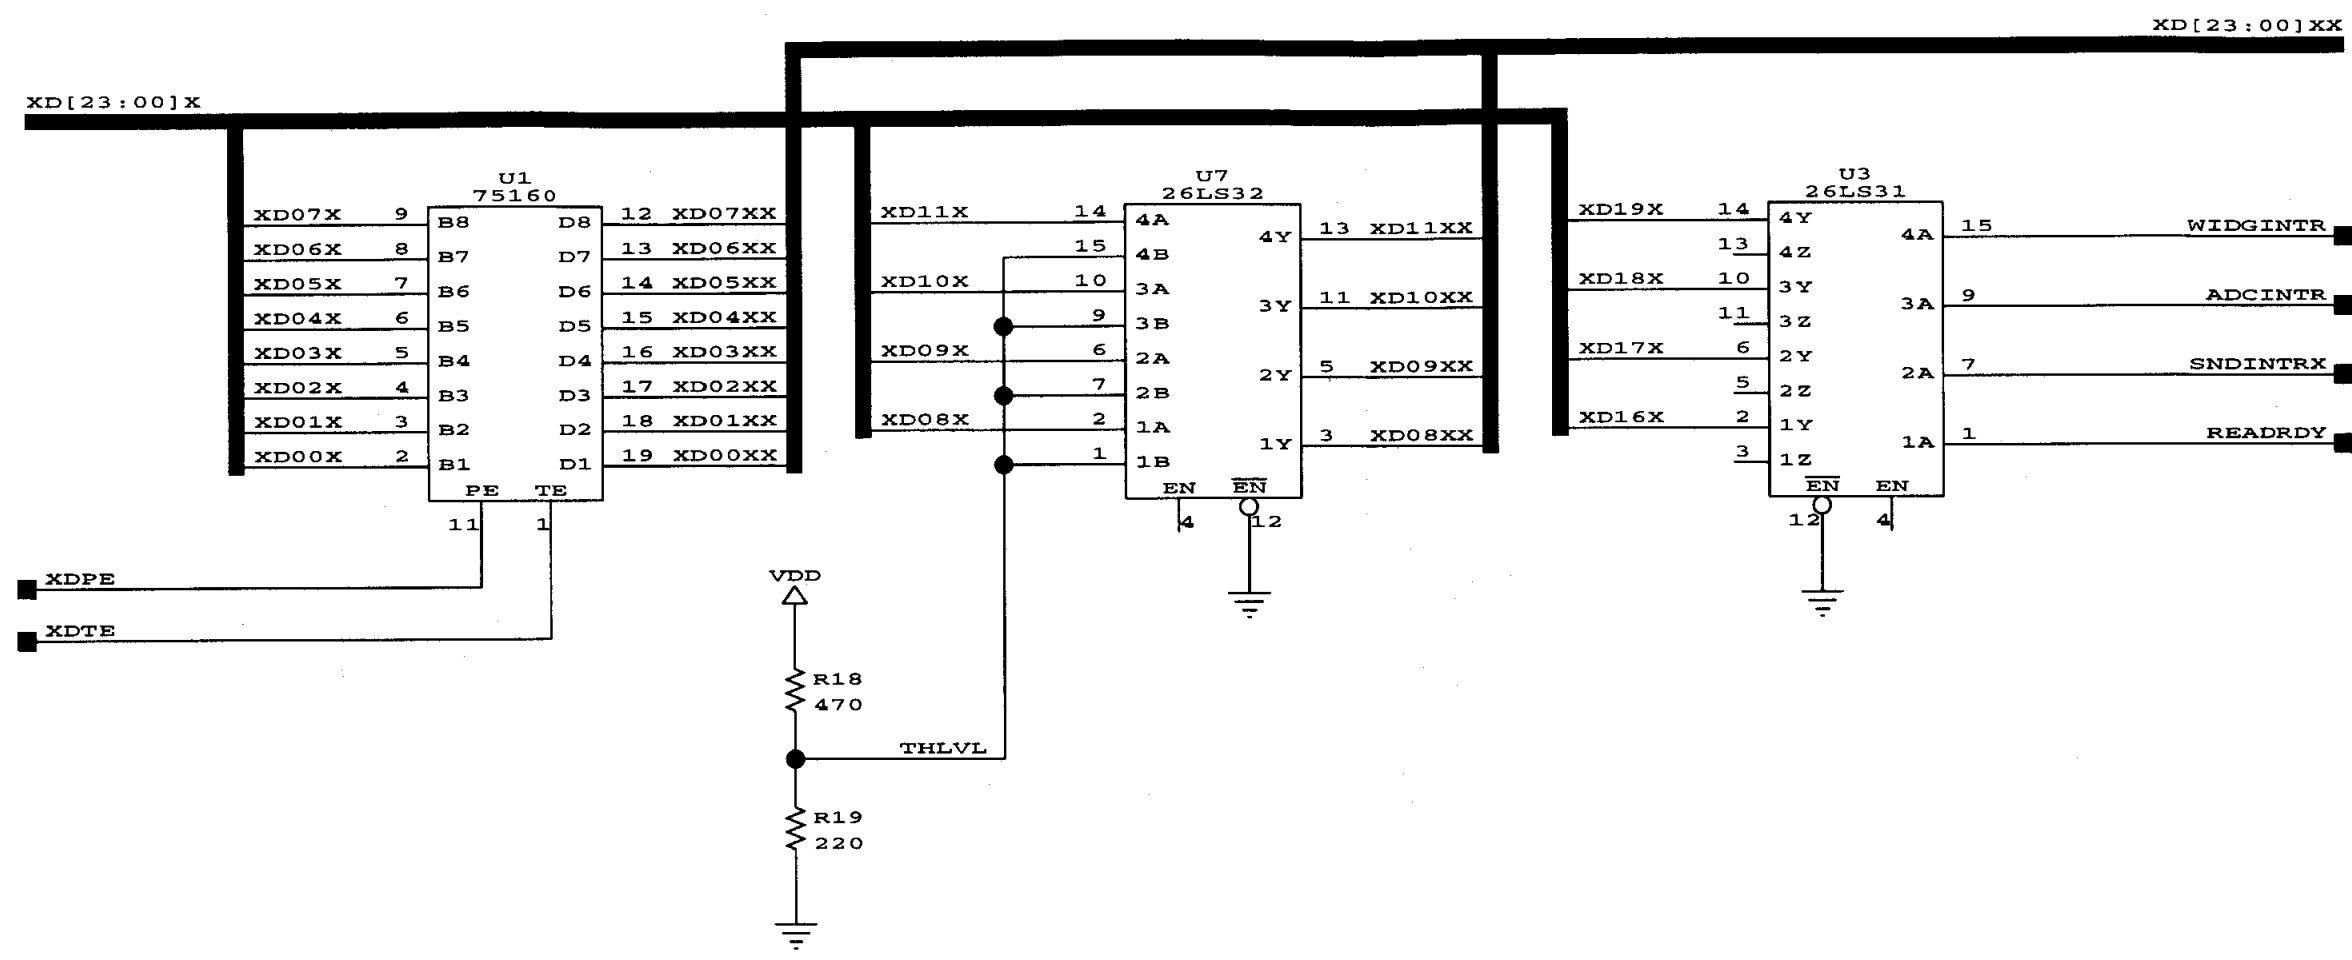 XD[23:00]XX
XD[23:00]X
U1
75160
XD07X 9 B8 D8 12 XD07XX
XD06X 8 B7 D7 13 XD06XX
XD05X 7 B6 D6 14 XD05XX
XD04X 6 B5 D5 15 XD04XX
XD03X 5 B4 D4 16 XD03XX
XD02X 4 B3 D3 17 XD02XX
XD01X 3 B2 D2 18 XD01XX
XD00X 2 B1 D1 19 XD00XX
PE TE
11 1
XDPE
XDTE
U7
26LS32
XD11X 14 4A
4Y 13 XD11XX
15 4B
XD10X 10 3A
3Y 11 XD10XX
9 3B
XD09X 6 2A
2Y 5 XD09XX
7 2B
XD08X 2 1A
1Y 3 XD08XX
1 1B
EN EN
4 12
VDD
R18
470
THLVL
R19
220
U3
26LS31
XD19X 14 4Y
4A 15 WIDGINTR
13 4Z
XD18X 10 3Y
3A 9 ADCINTR
11 3Z
XD17X 6 2Y
2A 7 SNDINTRX
5 2Z
XD16X 2 1Y
1A 1 READRDY
3 1Z
EN EN
12 4